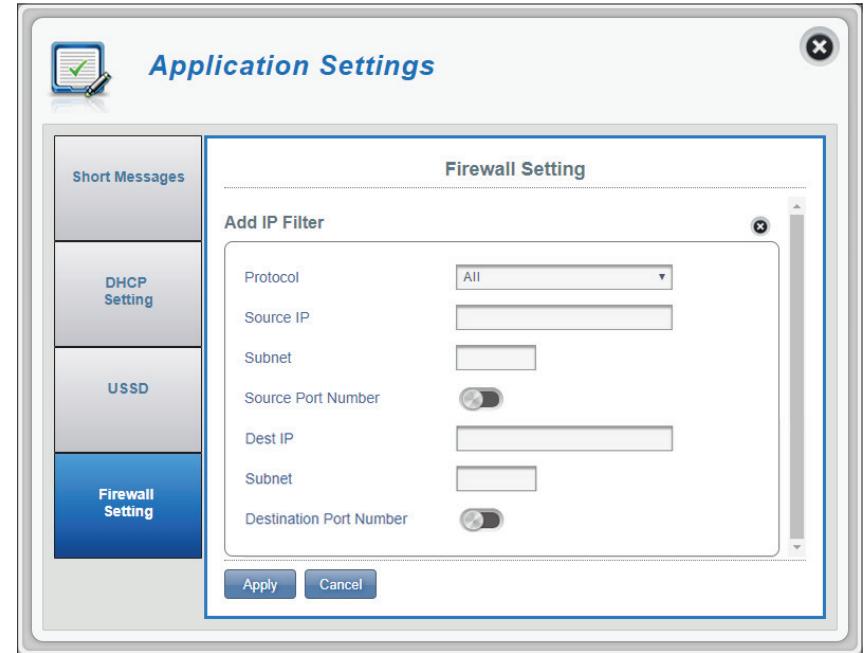 Application Settings
Short Messages
DHCP
Setting
USSD
Firewall
Setting
Firewall Setting
Add IP Filter
Protocol
All
Source IP
Subnet
Source Port Number
Dest IP
Subnet
Destination Port Number
Apply
Cancel